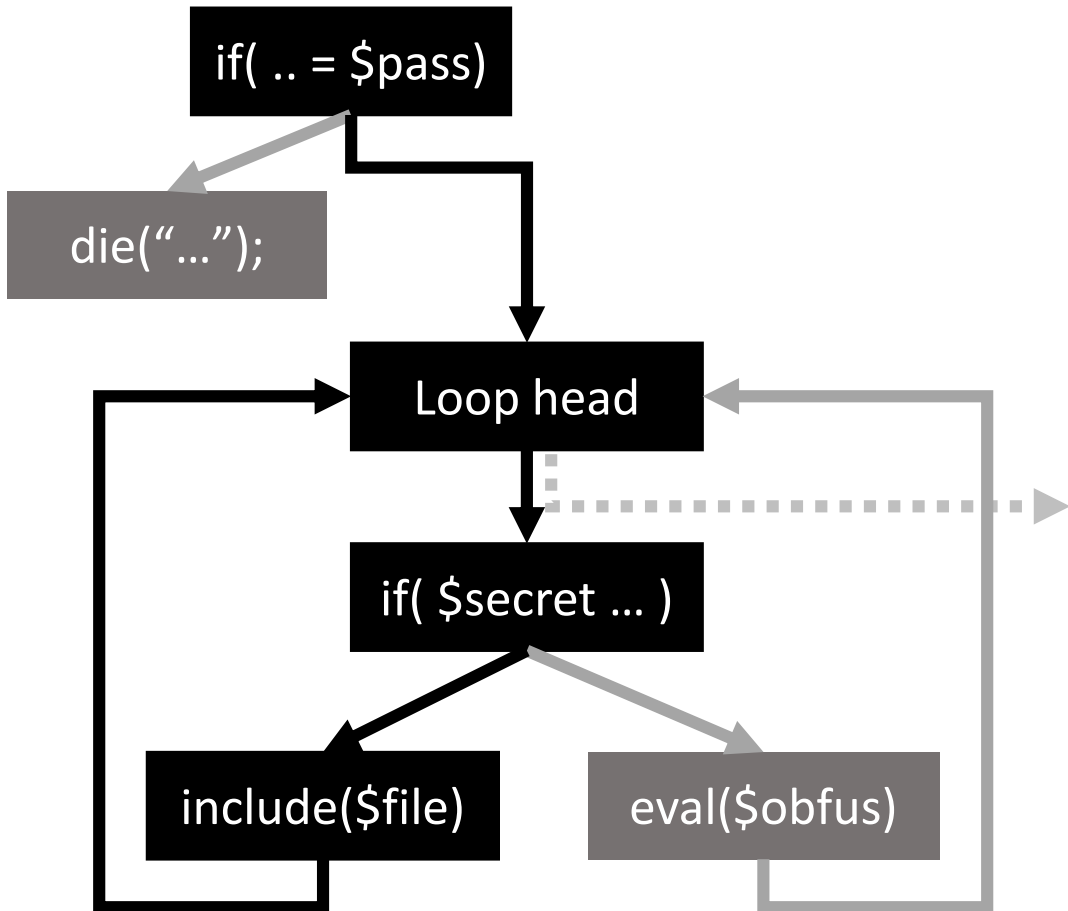 if( .. = $pass)
die(“…”);
Loop head
if( $secret … )
include($file)
eval($obfus)